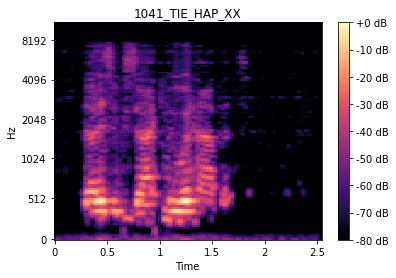 1041_TIE_HAP_XX
8192
4096
2048
1024
512
0
Hz
0 0.5 1 1.5 2 2.5
Time
+0 dB
-10 dB
-20 dB
-30 dB
-40 dB
-50 dB
-60 dB
-70 dB
-80 dB